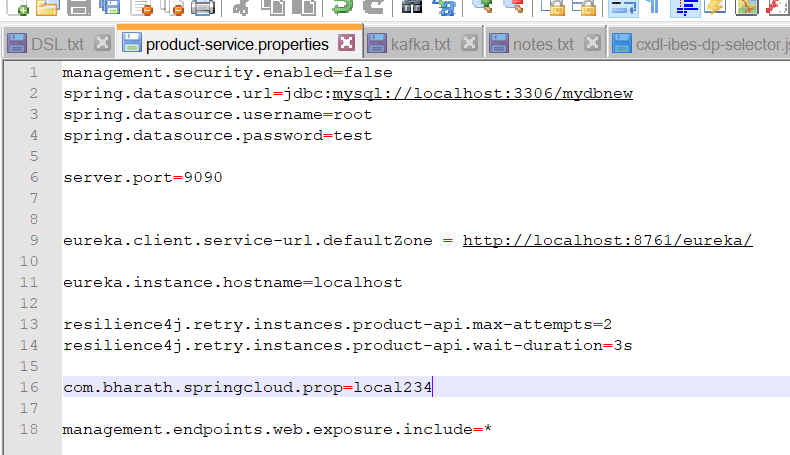 DSL.txt product-service.properties kafka.txt notes.txt cxdl-ibes-dp-selector.js
1 management.security.enabled=false
2 spring.datasource.url=jdbc:mysql://localhost:3306/mydbnew
3 spring.datasource.username=root
4 spring.datasource.password=test
5
6 server.port=9090
7
8
9 eureka.client.service-url.defaultZone = http://localhost:8761/eureka/
10
11 eureka.instance.hostname=localhost
12
13 resilience4j.retry.instances.product-api.max-attempts=2
14 resilience4j.retry.instances.product-api.wait-duration=3s
15
16 com.bharath.springcloud.prop=local234
17
18 management.endpoints.web.exposure.include=*